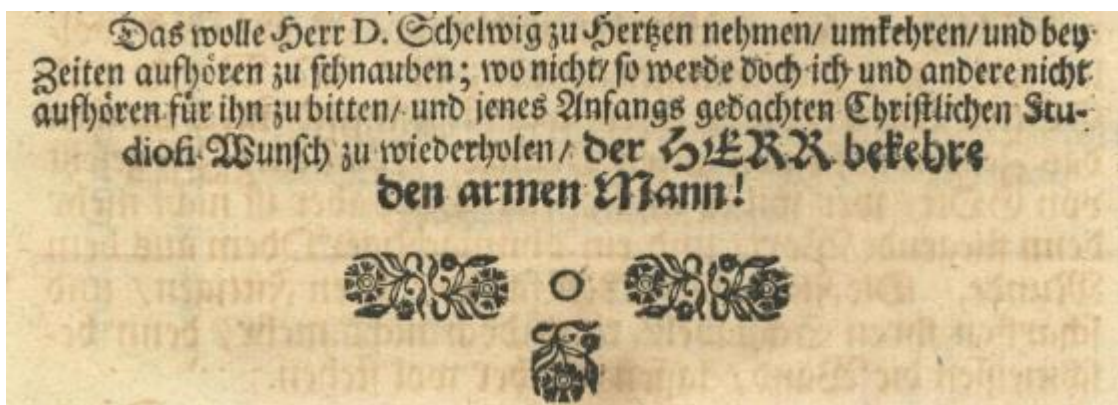 Das wolle Herr D. Schelwig zu Hertzen nehmen/ umkehren/ und bey
Zeiten aufhören zu schnauben; wo nicht/ so werde doch ich und andere nicht
aufhören für ihn zu bitten/ und jenes Anfangs gedachten Christlichen Stu-
diosi Wunsch zu wiederholen/ der HERR bekehre
den armen Mann!